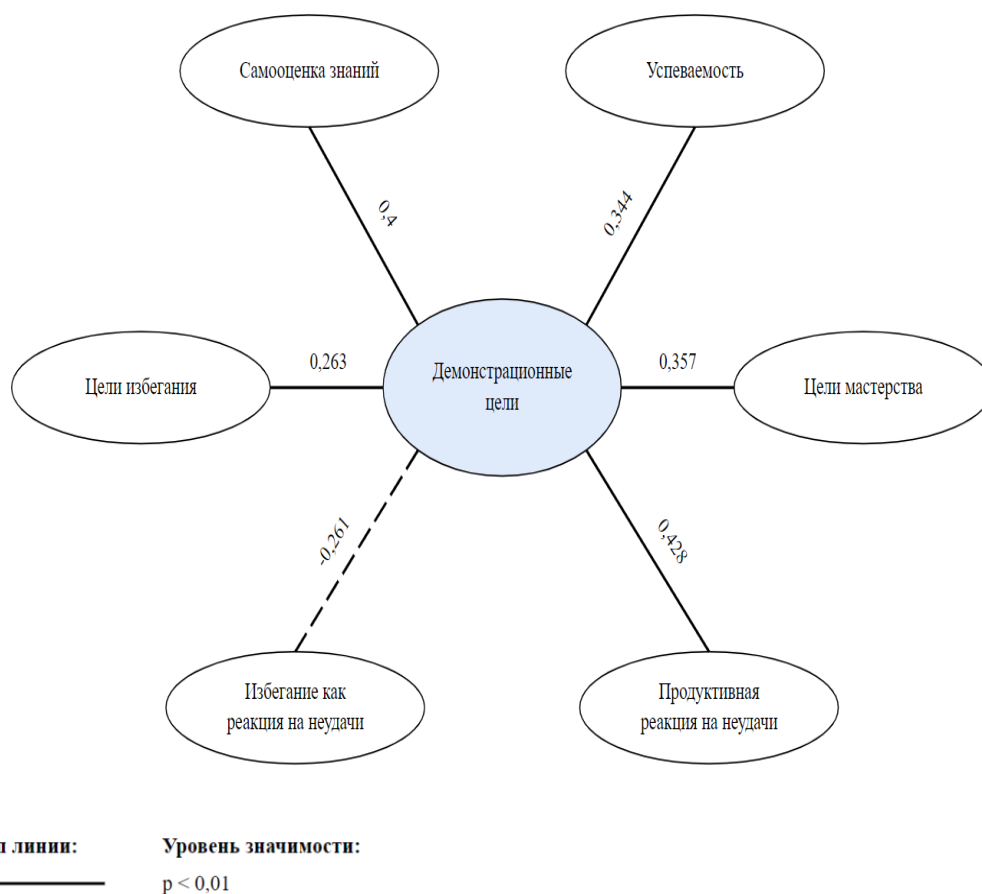 Самооценка знаний
Успеваемость
0,4
0,344
Цели избегания
0,263
Демонстрационные
цели
0,357
Цели мастерства
-0,261
0,428
Избегание как
реакция на неудачи
Продуктивная
реакция на неудачи
линии:
Уровень значимости:
p < 0,01